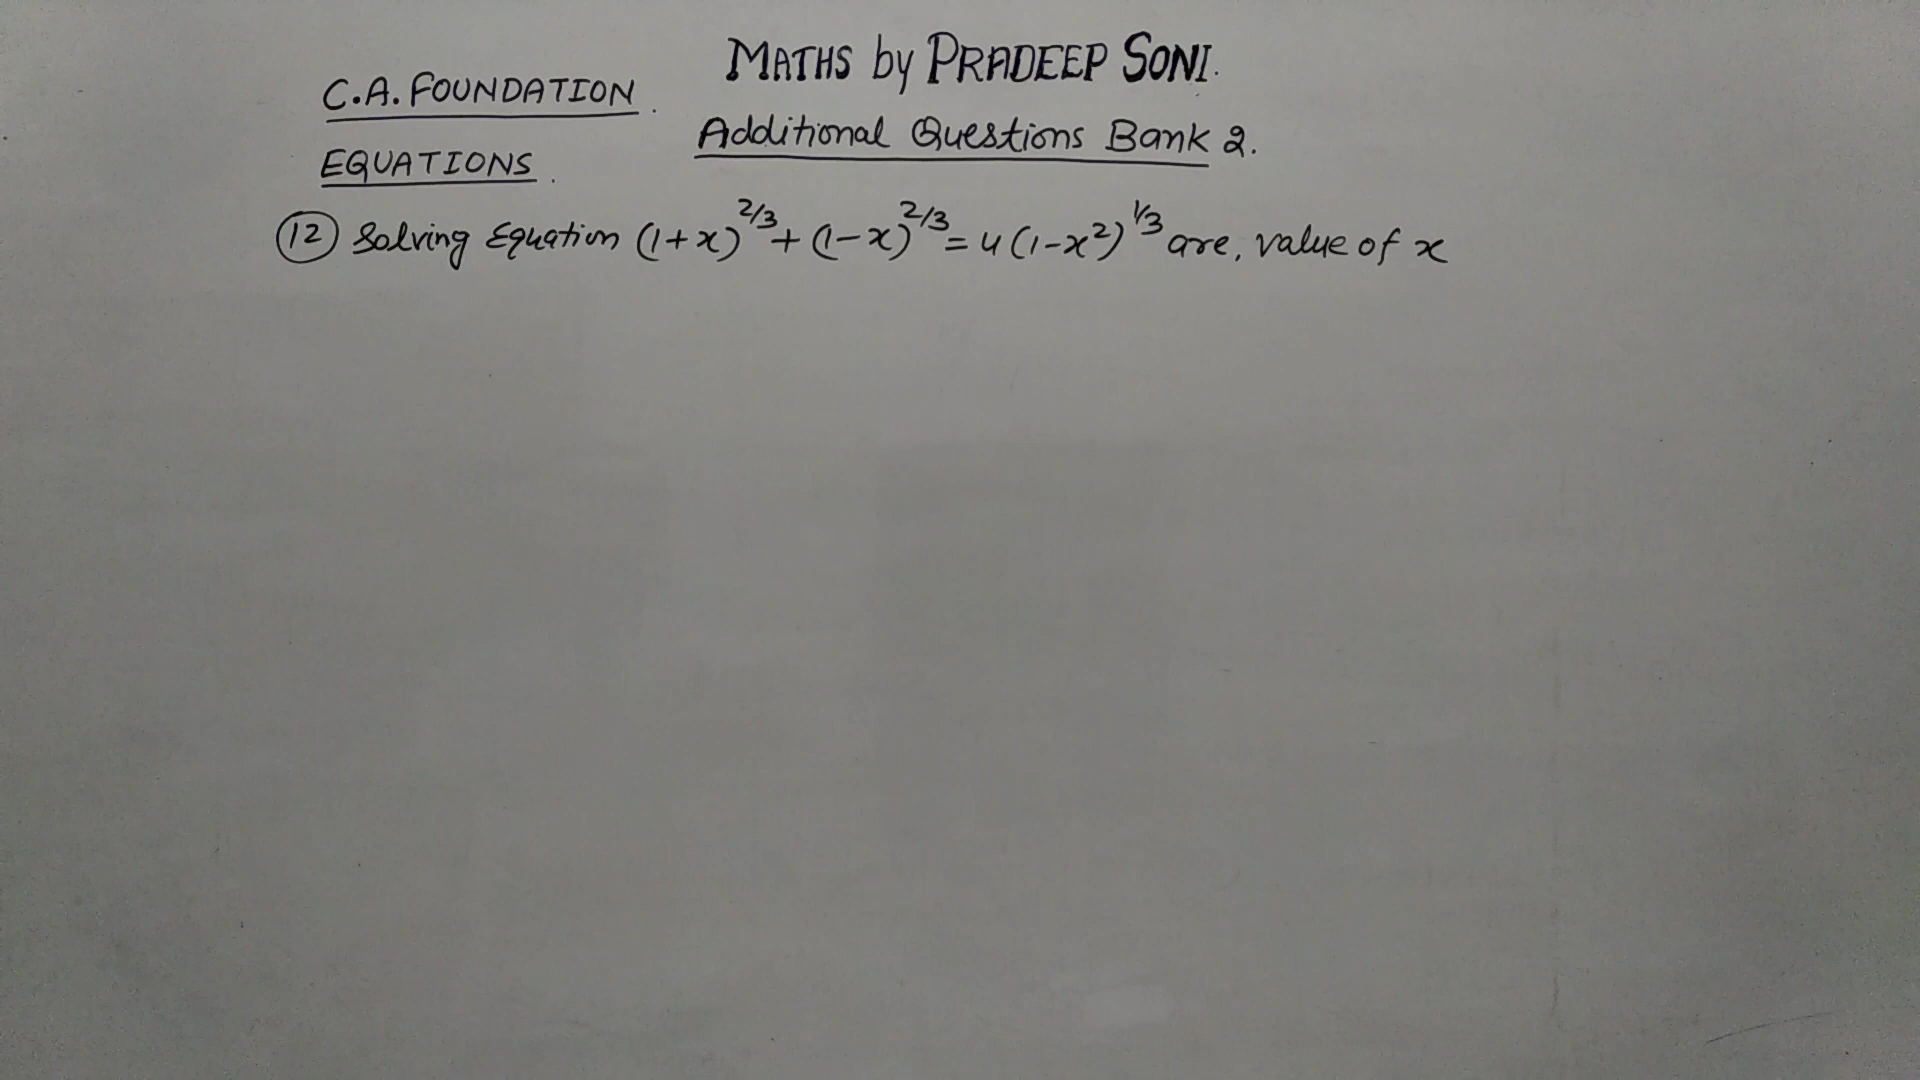 MATHS by PRADEEP SONI.
C.A. FOUNDATION.
Additional Questions Bank 2.
EQUATIONS.
(12) Solving Equation (1+x)^2/3 + (1-x)^2/3 = 4(1-x²)^1/3 are, value of x